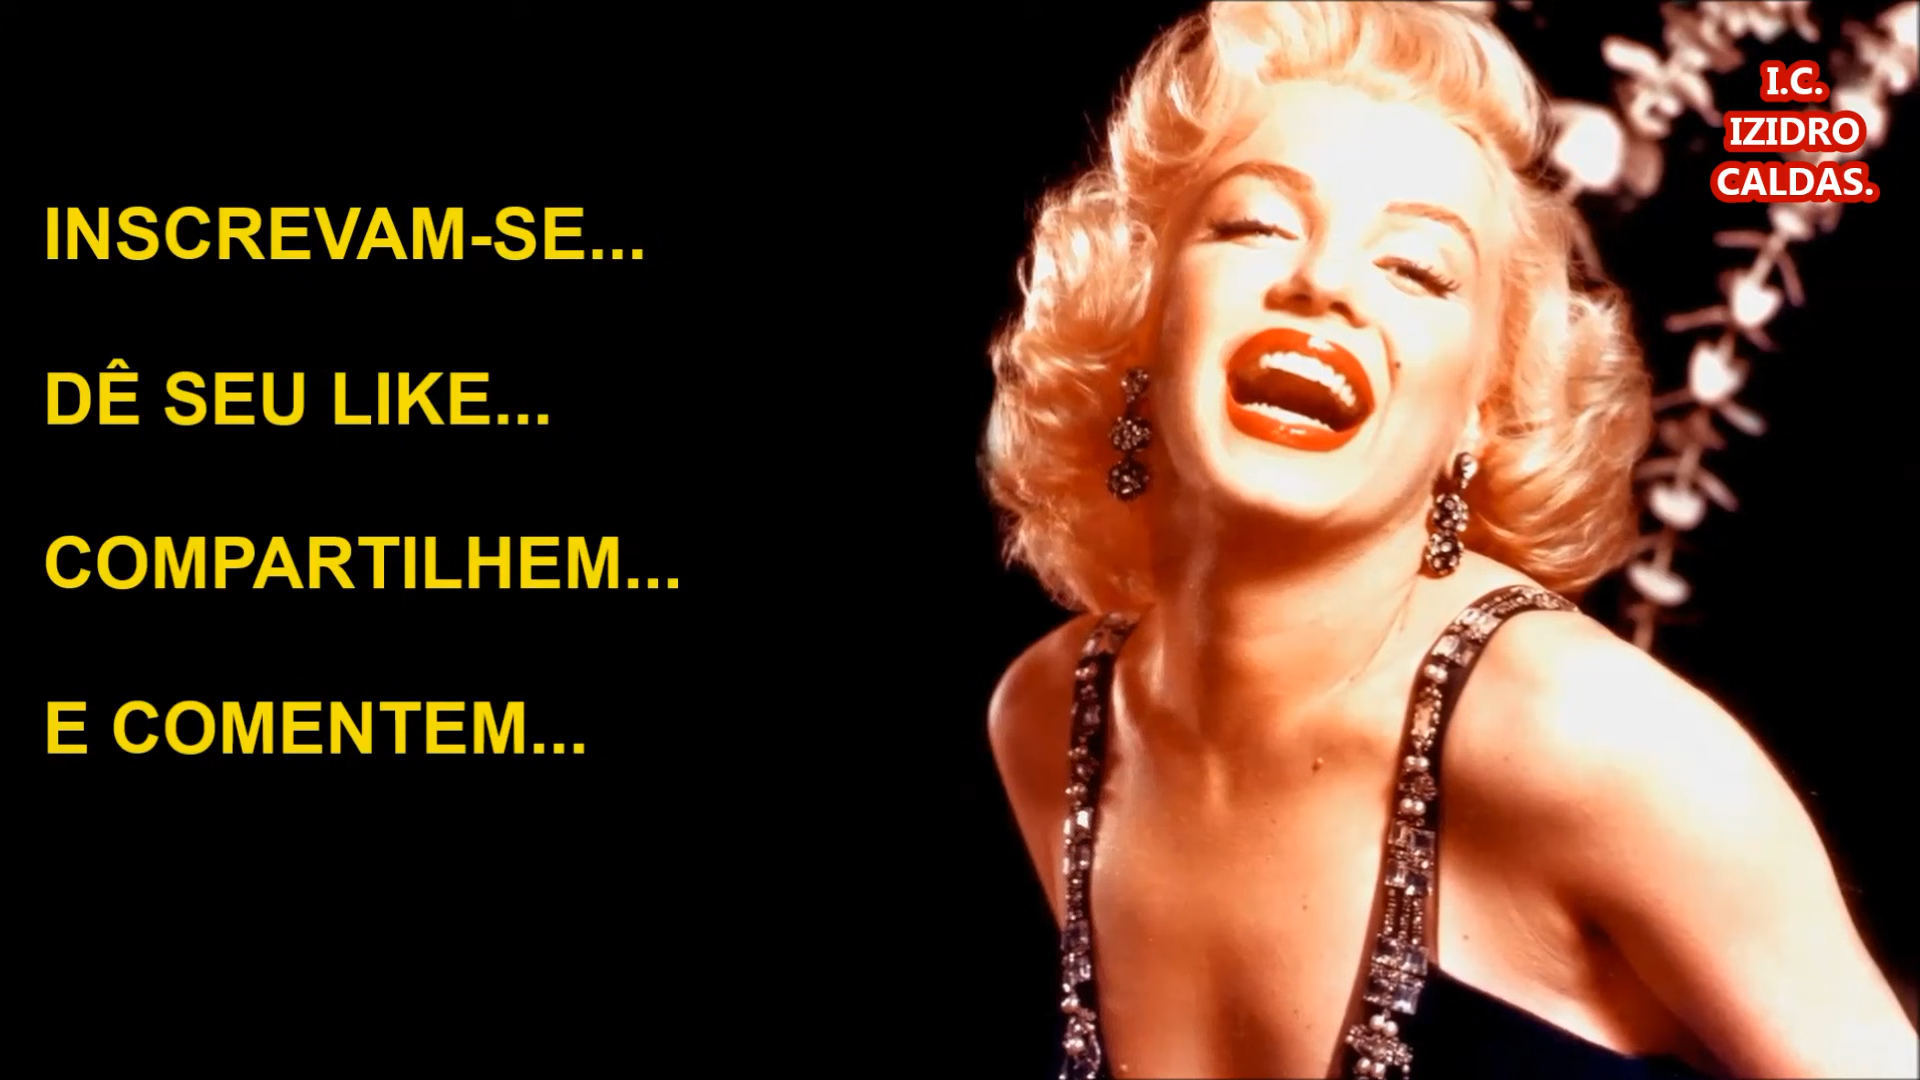 INSCREVAM-SE...
DÊ SEU LIKE...
COMPARTILHEM...
E COMENTEM...
I.C.
IZIDRO
CALDAS.